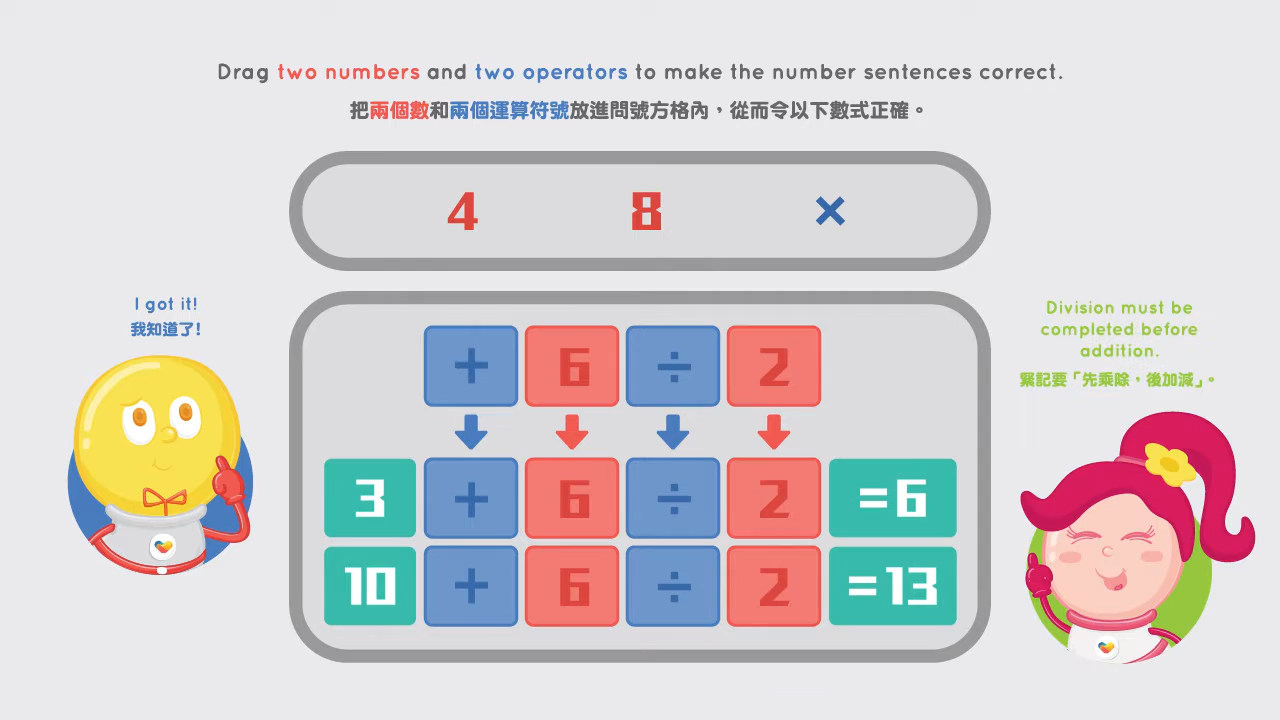 Drag two numbers and two operators to make the number sentences correct.
把兩個數和兩個運算符號放進問號方格內，從而令以下數式正確。
4 8 ×
I got it!
我知道了!
Division must be
completed before
addition.
緊記要「先乘除，後加減」。
+ 6 ÷ 2
3 + 6 ÷ 2 =6
10 + 6 ÷ 2 =13